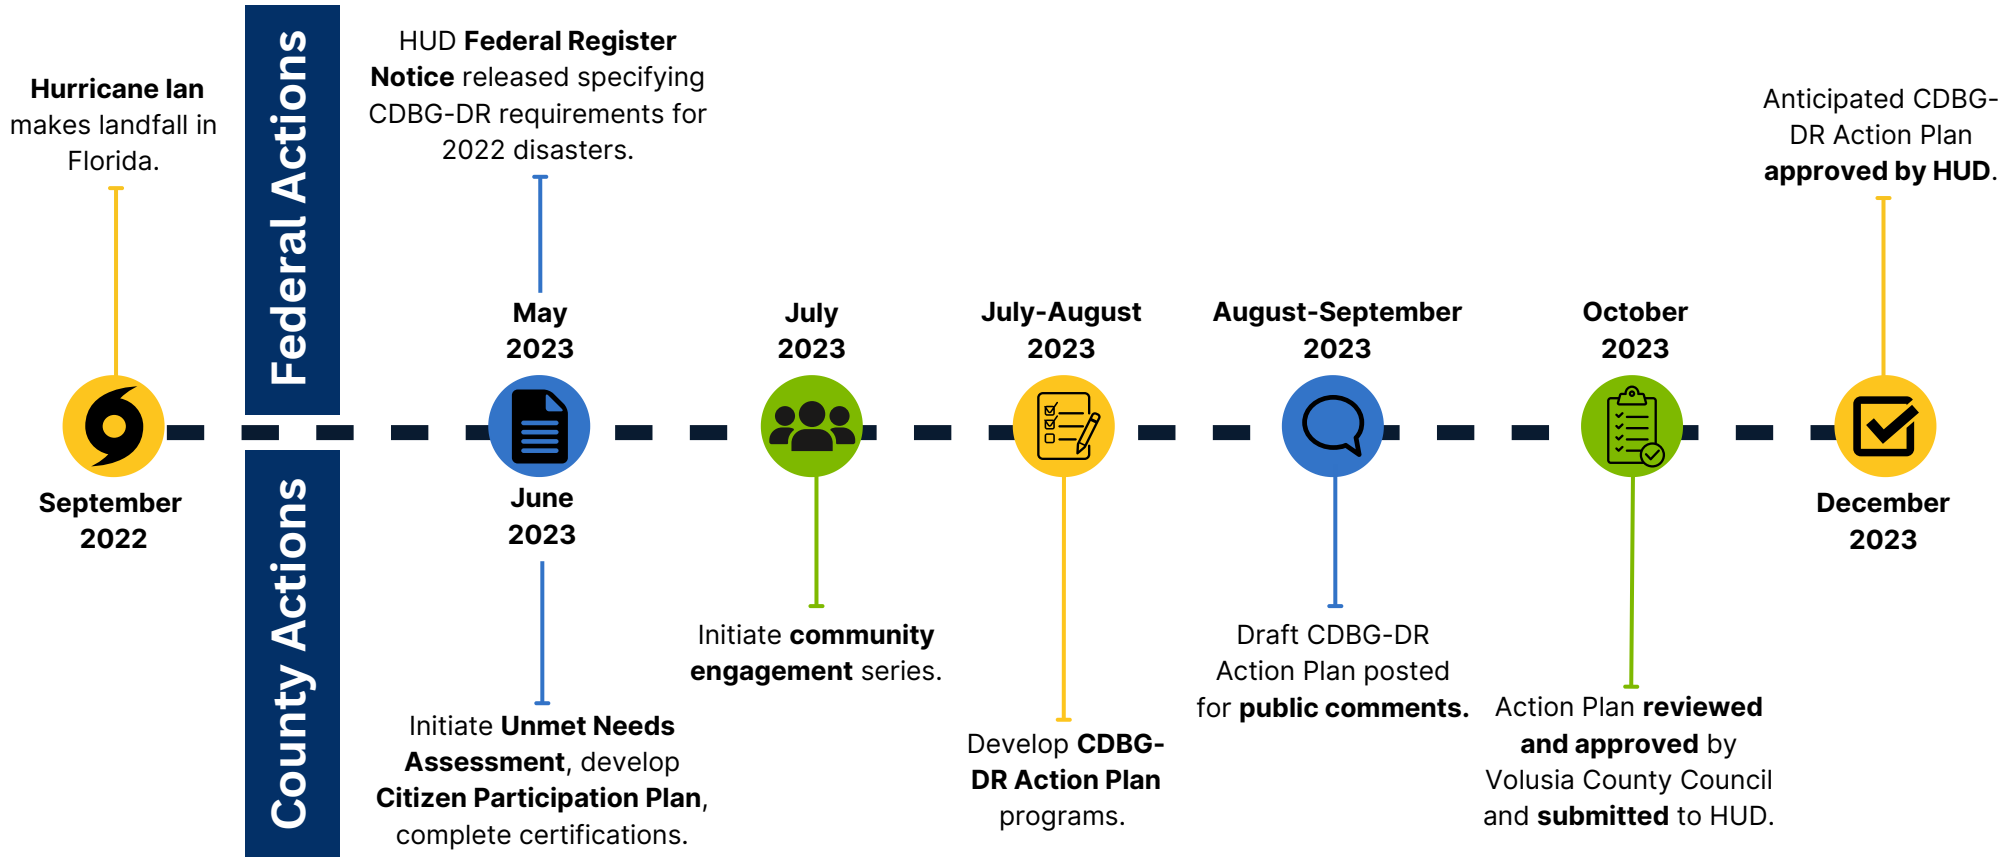 Hurricane Ian
makes landfall in
Florida.
September
2022
Federal Actions
County Actions
HUD Federal Register
Notice released specifying
CDBG-DR requirements for
2022 disasters.
May
2023
June
2023
Initiate Unmet Needs
Assessment, develop
Citizen Participation Plan,
complete certifications.
July
2023
Initiate community
engagement series.
July-August
2023
Develop CDBG-
DR Action Plan
programs.
August-September
2023
Draft CDBG-DR
Action Plan posted
for public comments.
October
2023
Action Plan reviewed
and approved by
Volusia County Council
and submitted to HUD.
Anticipated CDBG-
DR Action Plan
approved by HUD.
December
2023